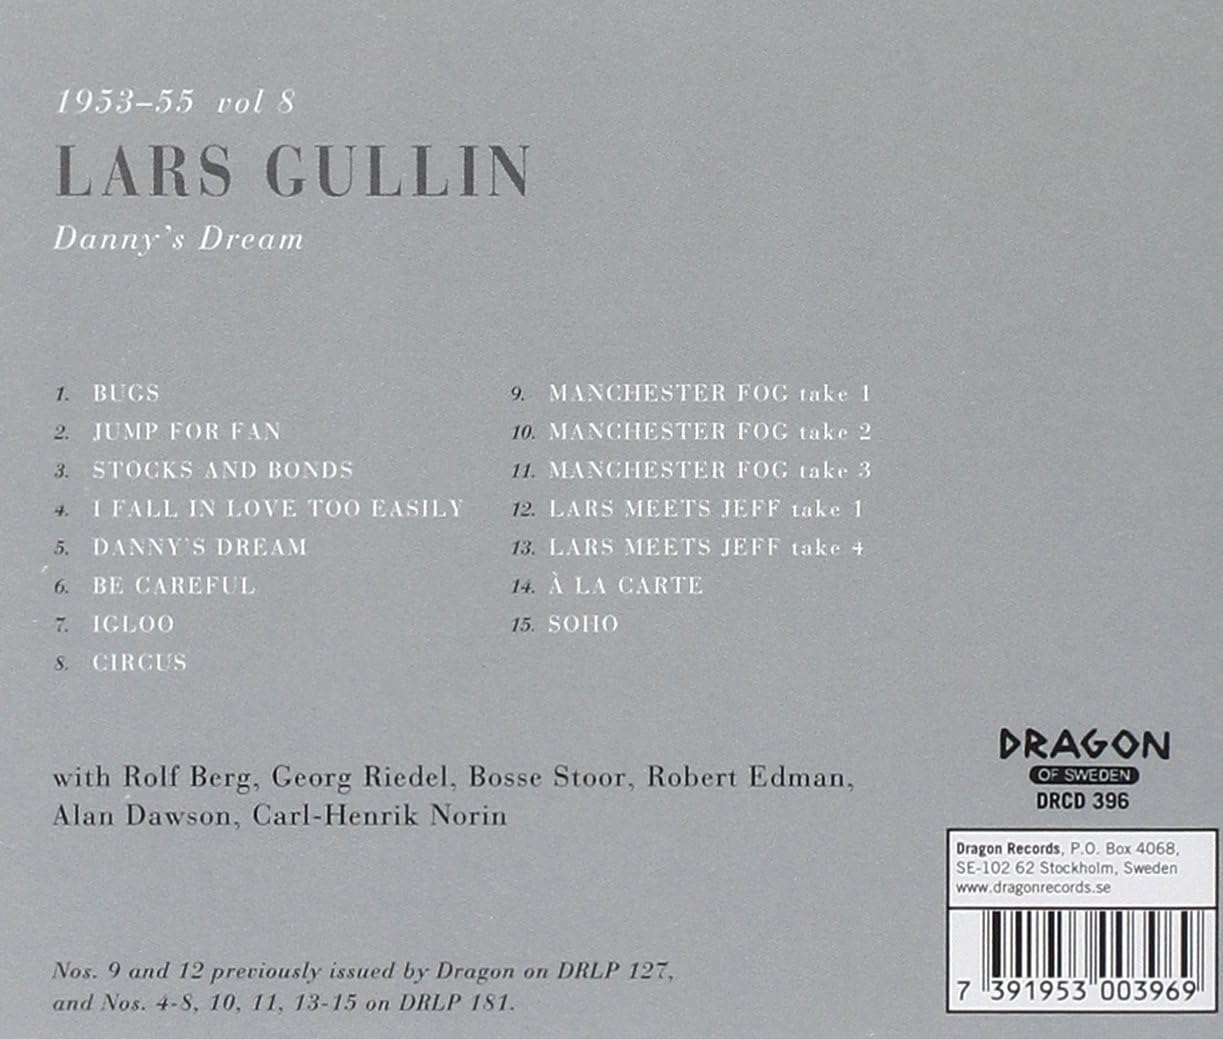 1953–55 vol 8
LARS GULLIN
Danny's Dream
1. BUGS
2. JUMP FOR FAN
3. STOCKS AND BONDS
4. I FALL IN LOVE TOO EASILY
5. DANNY'S DREAM
6. BE CAREFUL
7. IGLOO
8. CIRCUS
9. MANCHESTER FOG take 1
10. MANCHESTER FOG take 2
11. MANCHESTER FOG take 3
12. LARS MEETS JEFF take 1
13. LARS MEETS JEFF take 4
14. À LA CARTE
15. SOHO
with Rolf Berg, Georg Riedel, Bosse Stoor, Robert Edman,
Alan Dawson, Carl-Henrik Norin
Nos. 9 and 12 previously issued by Dragon on DRLP 127,
and Nos. 4-8, 10, 11, 13-15 on DRLP 181.
DRAGON
OF SWEDEN
DRCD 396
Dragon Records, P.O. Box 4068,
SE-102 62 Stockholm, Sweden
www.dragonrecords.se
7 391953 003969